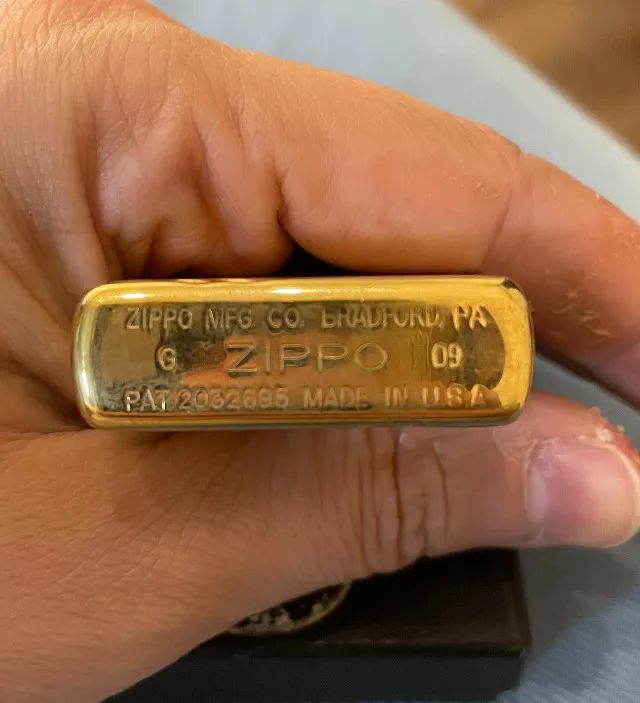 ZIPPO MFG. CO. BRADFORD, PA
G ZIPPO 09
PAT 2032695 MADE IN U.S.A